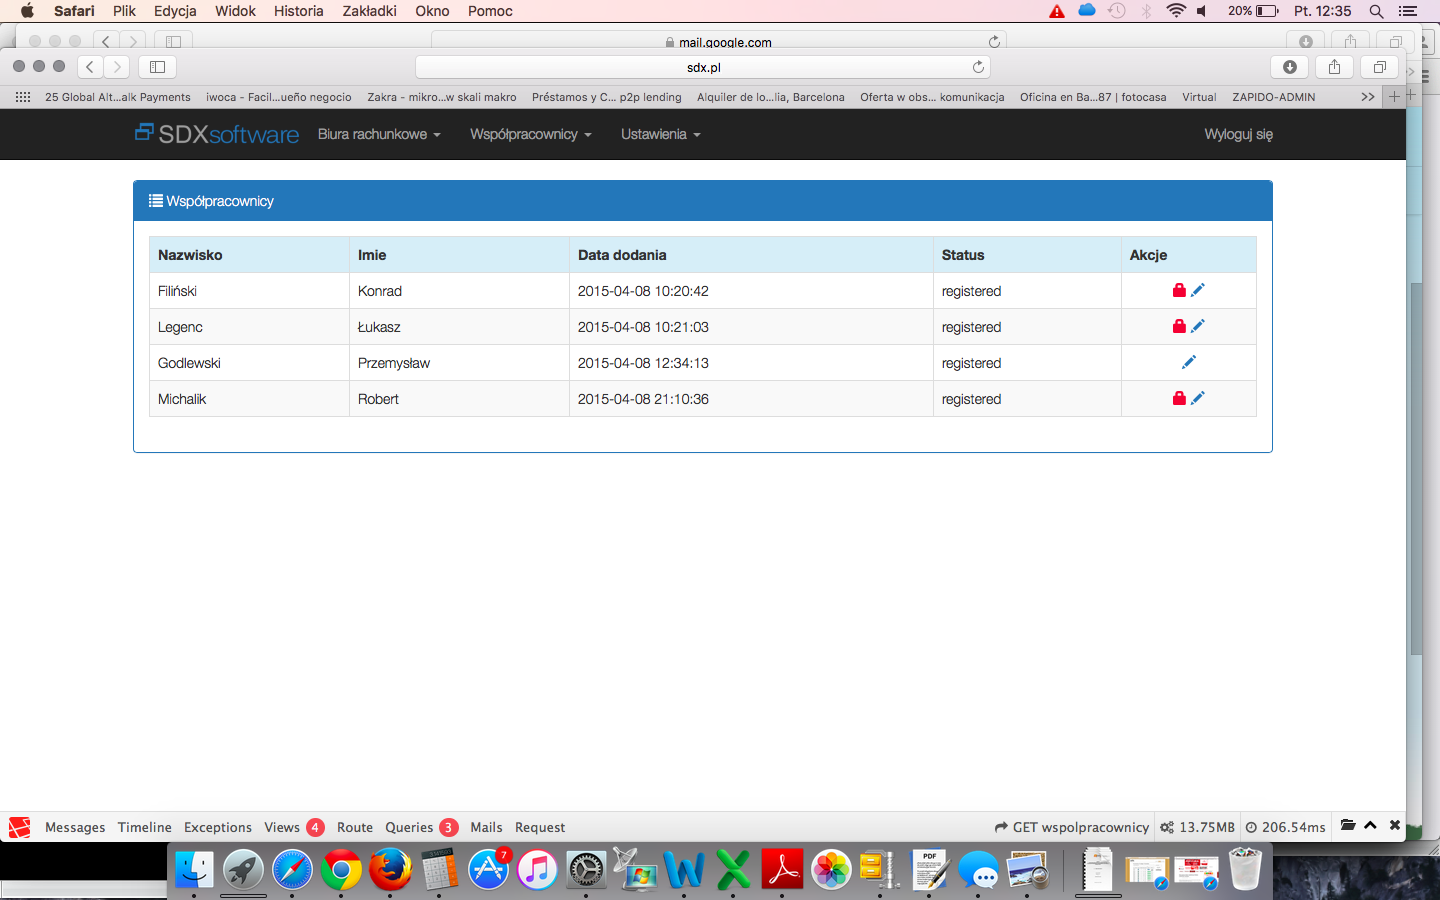 Safari Plik Edycja Widok Historia Zakładki Okno Pomoc 20% Pt. 12:35
mail.google.com
sdx.pl
25 Global Alt...alk Payments iwoca - Facil...ueño negocio Zakra - mikro...w skali makro Préstamos y C... p2p lending Alquiler de lo...lia, Barcelona Oferta w obs... komunikacja Oficina en Ba...87 | fotocasa Virtual ZAPIDO-ADMIN >>
SDXsoftware Biura rachunkowe Współpracownicy Ustawienia Wyloguj się
Współpracownicy
Nazwisko Imie Data dodania Status Akcje
Filiński Konrad 2015-04-08 10:20:42 registered
Legenc Łukasz 2015-04-08 10:21:03 registered
Godlewski Przemysław 2015-04-08 12:34:13 registered
Michalik Robert 2015-04-08 21:10:36 registered
Messages Timeline Exceptions Views 4 Route Queries 3 Mails Request GET wspolpracownicy 13.75MB 206.54ms
7
PDF